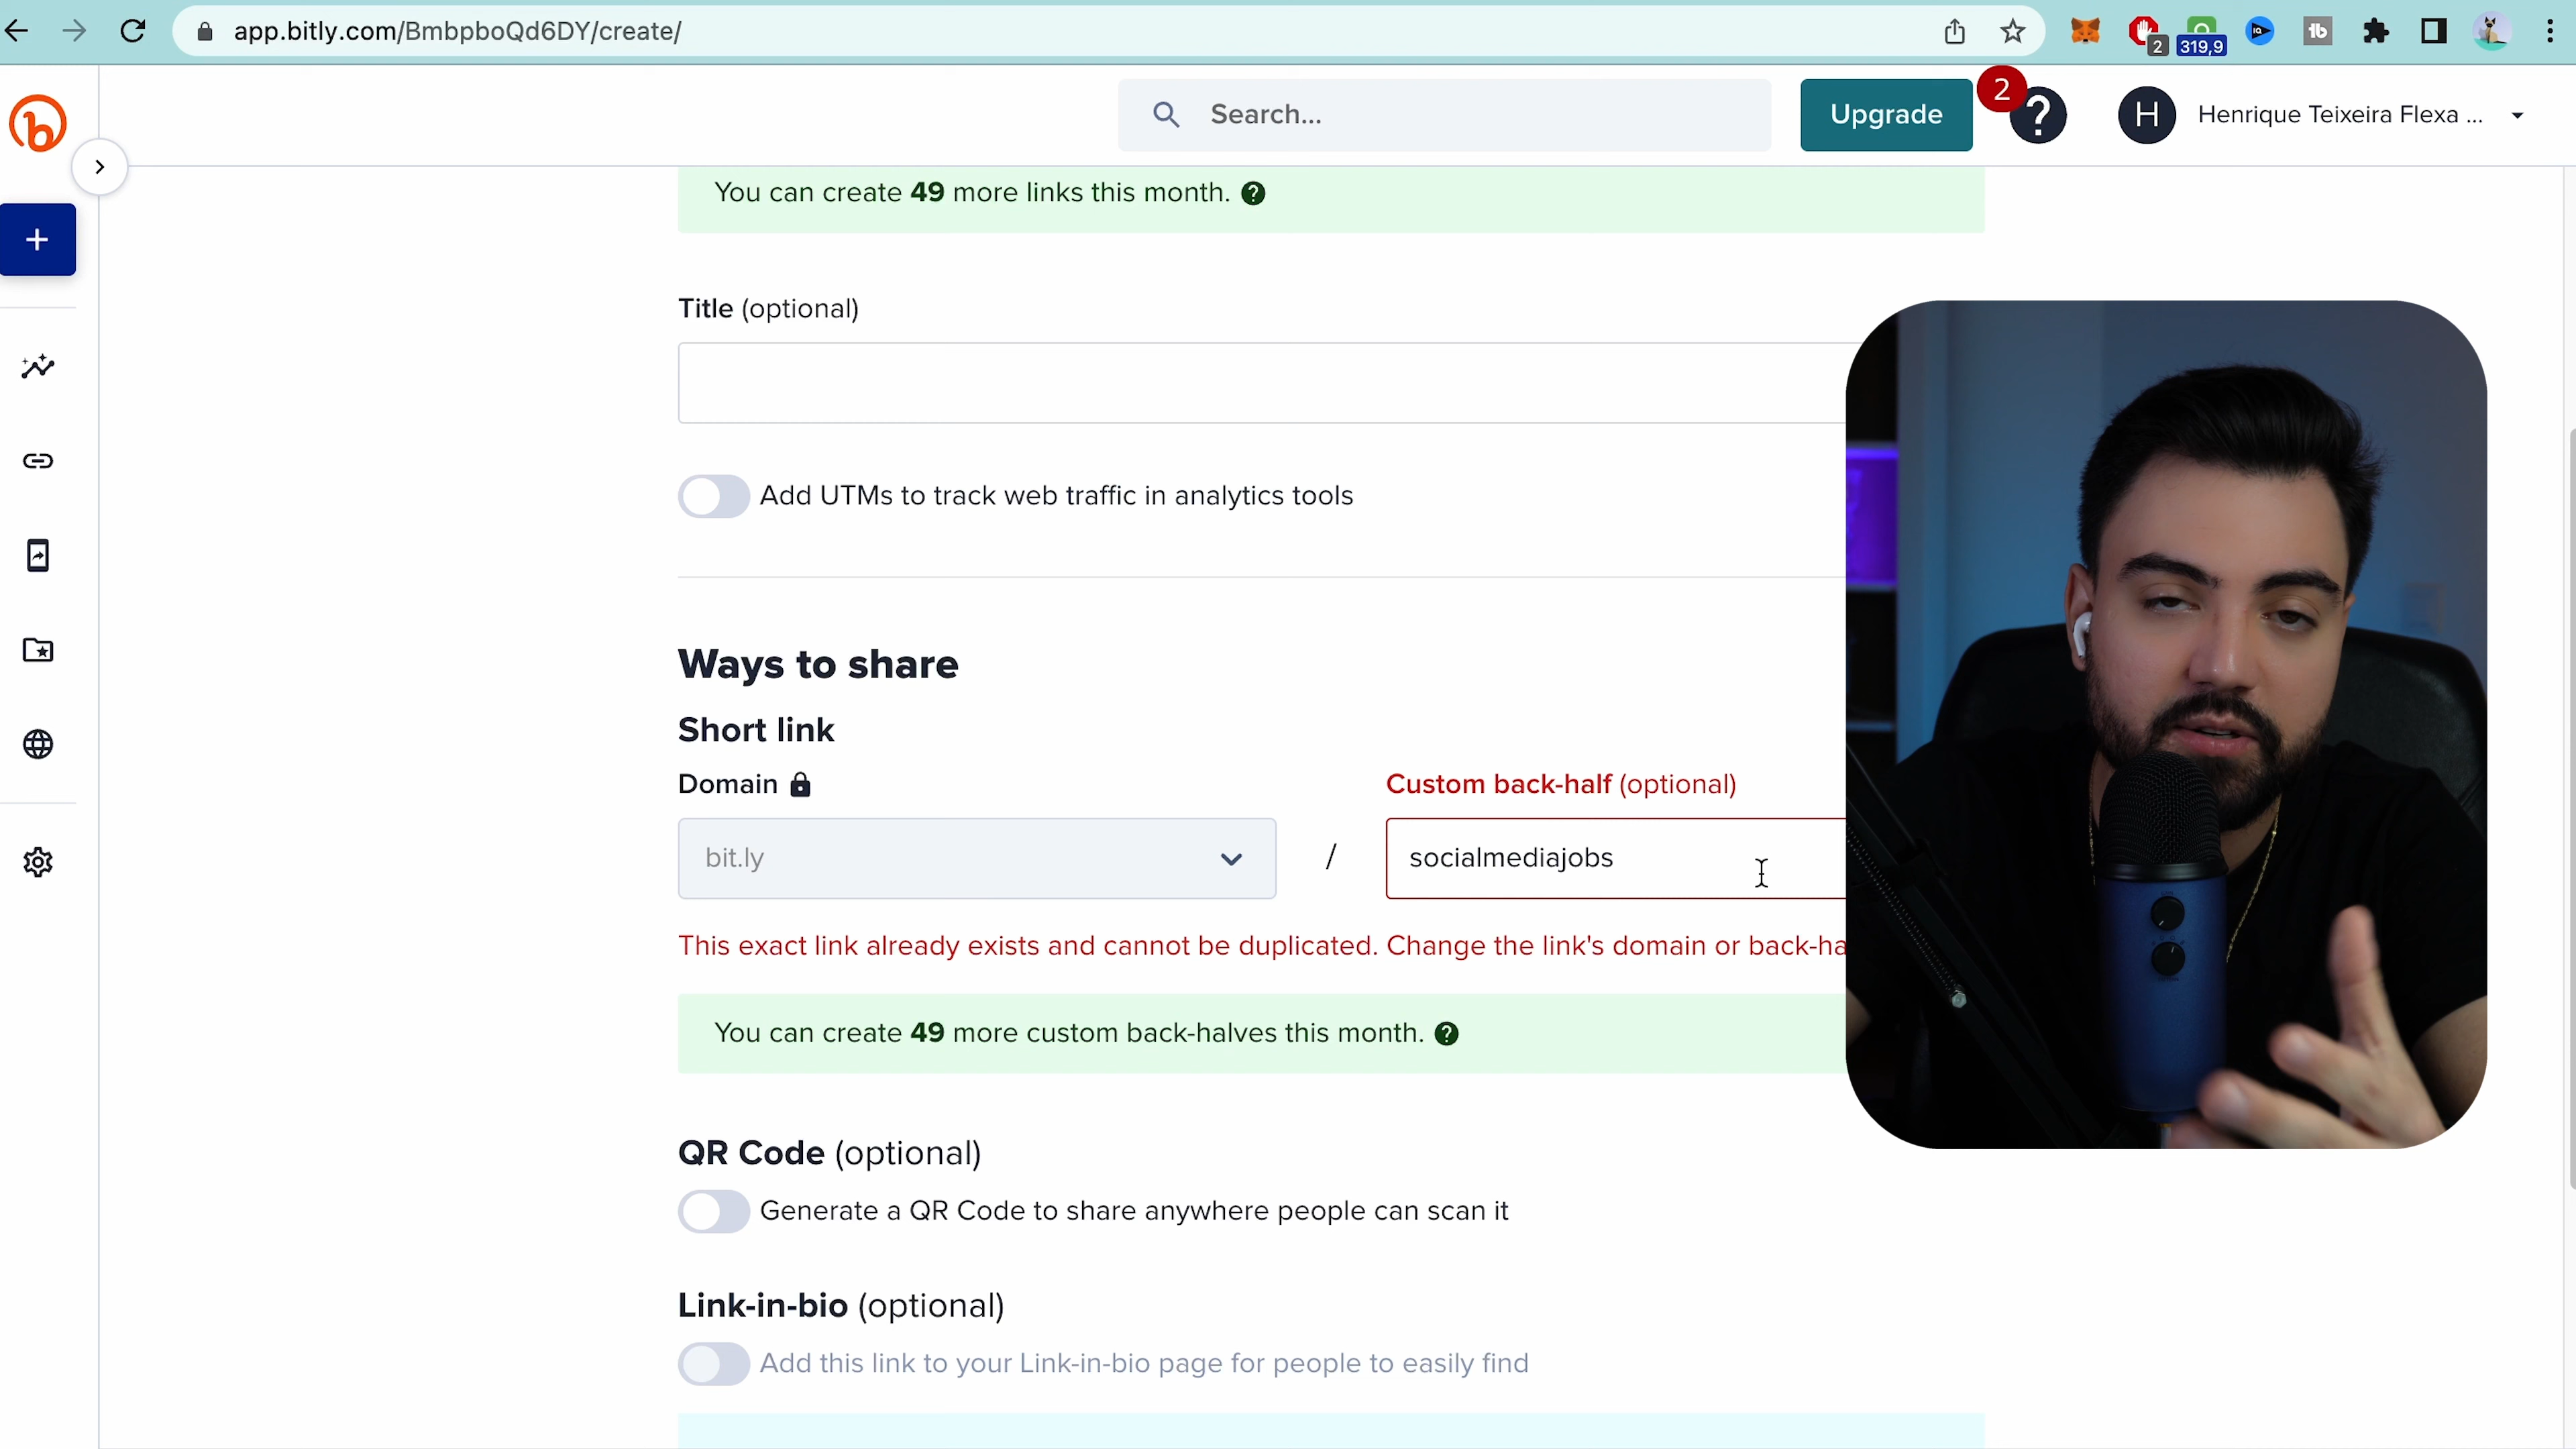 app.bitly.com/BmbpboQd6DY/create/
2
319,9
Search...
Upgrade
2
H
Henrique Teixeira Flexa ...
You can create 49 more links this month.
Title (optional)
Add UTMs to track web traffic in analytics tools
Ways to share
Short link
Domain
Custom back-half (optional)
bit.ly
/
socialmediajobs
This exact link already exists and cannot be duplicated. Change the link's domain or back-ha
You can create 49 more custom back-halves this month.
QR Code (optional)
Generate a QR Code to share anywhere people can scan it
Link-in-bio (optional)
Add this link to your Link-in-bio page for people to easily find